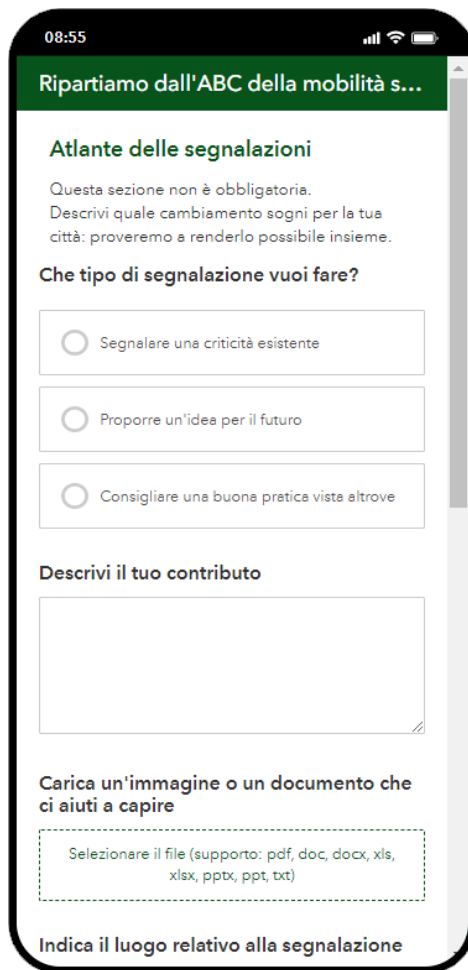 08:55
Ripartiamo dall'ABC della mobilità s...
Atlante delle segnalazioni
Questa sezione non è obbligatoria.
Descrivi quale cambiamento sogni per la tua
città: proveremo a renderlo possibile insieme.
Che tipo di segnalazione vuoi fare?
Segnalare una criticità esistente
Proporre un'idea per il futuro
Consigliare una buona pratica vista altrove
Descrivi il tuo contributo
Carica un'immagine o un documento che
ci aiuti a capire
Selezionare il file (supporto: pdf, doc, docx, xls,
xlsx, pptx, ppt, txt)
Indica il luogo relativo alla segnalazione